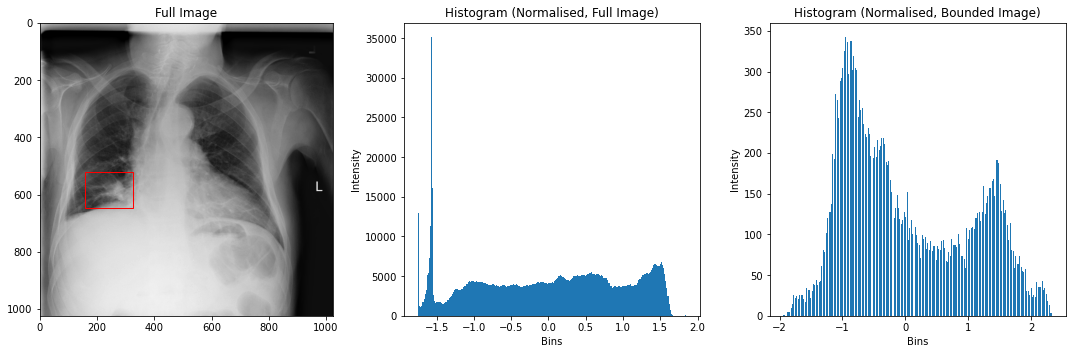 Full Image
0
200
400
600
800
1000
0 200 400 600 800 1000
L
Histogram (Normalised, Full Image)
Intensity
35000
30000
25000
20000
15000
10000
5000
0
−1.5 −1.0 −0.5 0.0 0.5 1.0 1.5 2.0
Bins
Histogram (Normalised, Bounded Image)
Intensity
350
300
250
200
150
100
50
0
−2 −1 0 1 2
Bins